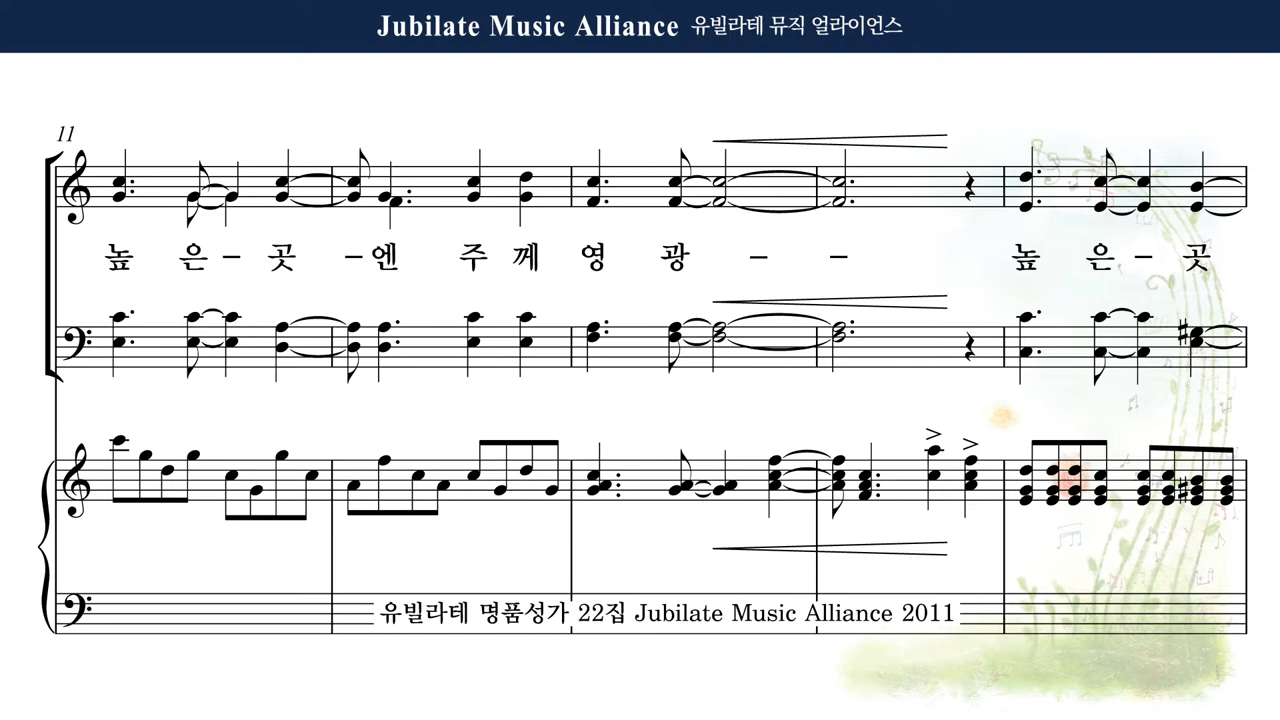 Jubilate Music Alliance 유빌라테 뮤직 얼라이언스
11
높 은 – 곳 – 엔 주 께 영 광 – – 높 은 – 곳
유빌라테 명품성가 22집 Jubilate Music Alliance 2011